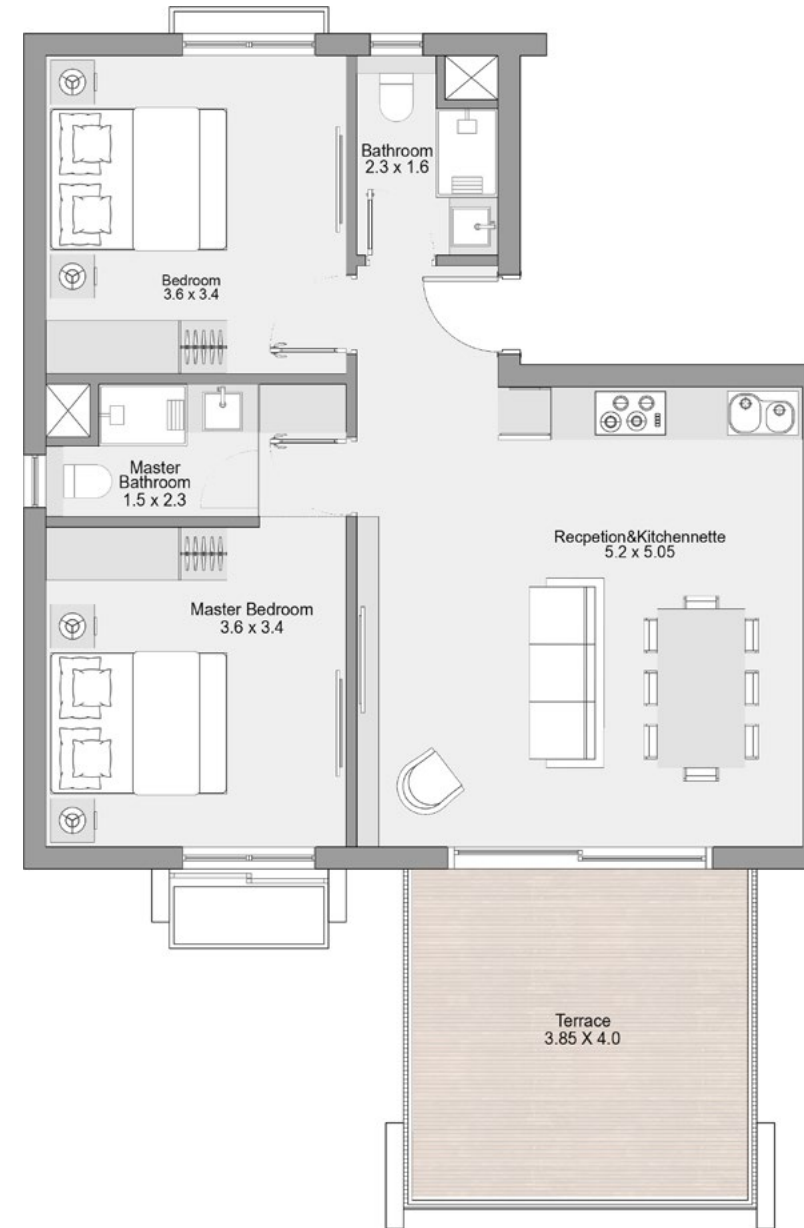 Bathroom
2.3 x 1.6
Bedroom
3.6 x 3.4
Master
Bathroom
1.5 x 2.3
Recpetion&Kitchennette
5.2 x 5.05
Master Bedroom
3.6 x 3.4
Terrace
3.85 X 4.0